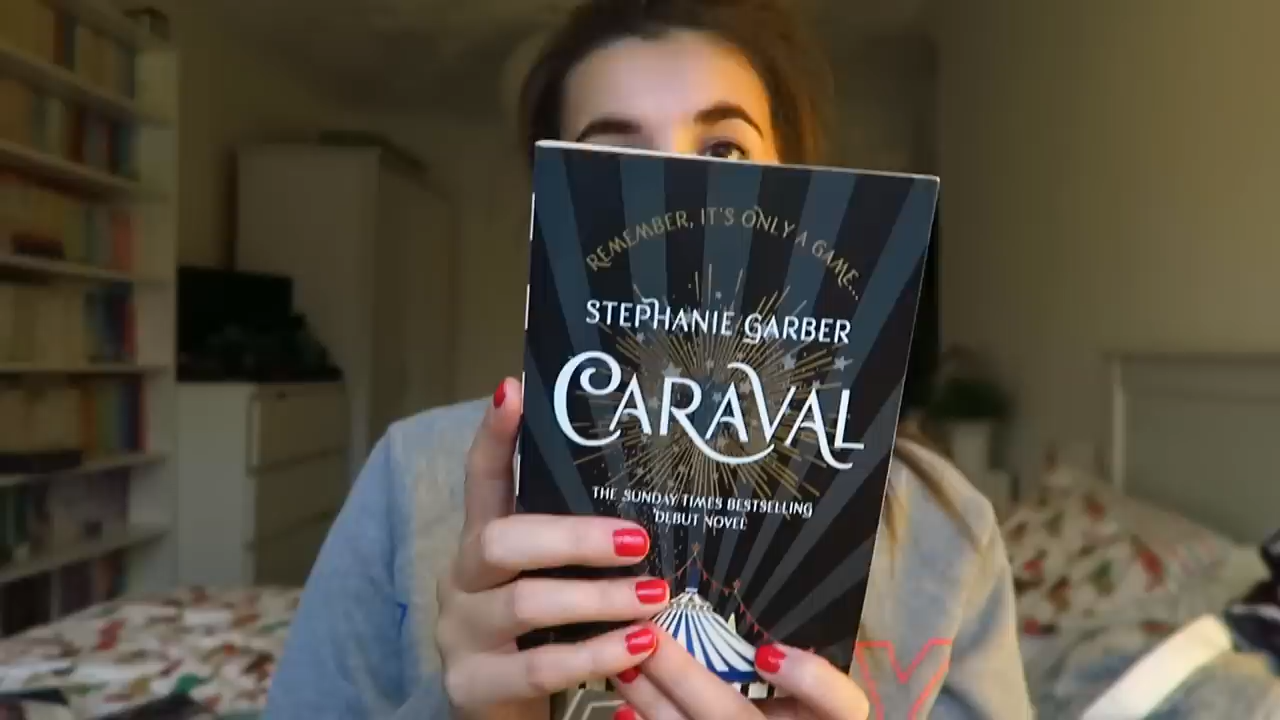 REMEMBER, IT'S ONLY A GAME...
STEPHANIE GARBER
CARAVAL
THE SUNDAY TIMES BESTSELLING
DEBUT NOVEL
Y